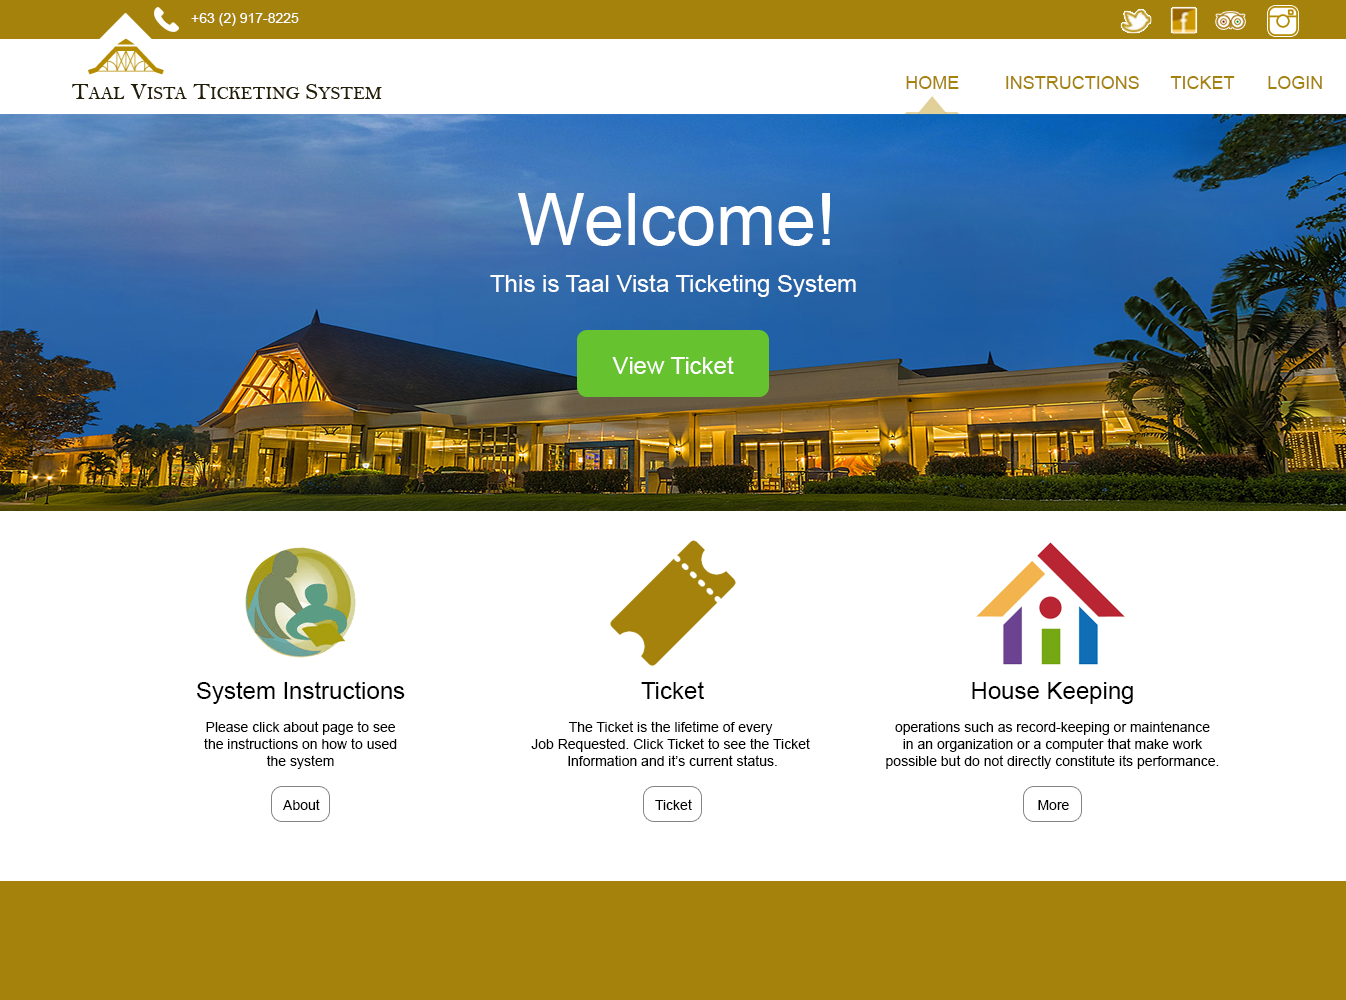 +63 (2) 917-8225
Taal Vista Ticketing System
HOME INSTRUCTIONS TICKET LOGIN
Welcome!
This is Taal Vista Ticketing System
View Ticket
System Instructions
Please click about page to see
the instructions on how to used
the system
About
Ticket
The Ticket is the lifetime of every
Job Requested. Click Ticket to see the Ticket
Information and it's current status.
Ticket
House Keeping
operations such as record-keeping or maintenance
in an organization or a computer that make work
possible but do not directly constitute its performance.
More